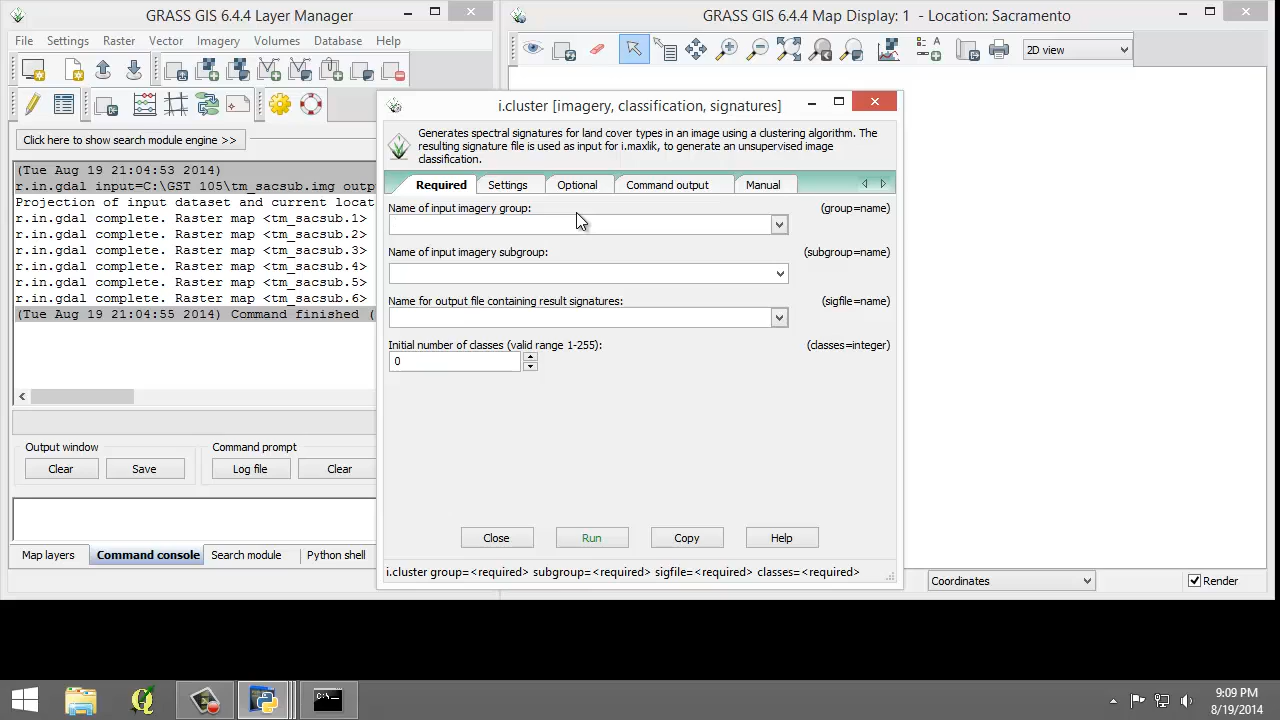 GRASS GIS 6.4.4 Layer Manager
File Settings Raster Vector Imagery Volumes Database Help
Click here to show search module engine >>
(Tue Aug 19 21:04:53 2014)
r.in.gdal input=C:\GST 105\tm_sacsub.img outp
Projection of input dataset and current locat
r.in.gdal complete. Raster map <tm_sacsub.1>
r.in.gdal complete. Raster map <tm_sacsub.2>
r.in.gdal complete. Raster map <tm_sacsub.3>
r.in.gdal complete. Raster map <tm_sacsub.4>
r.in.gdal complete. Raster map <tm_sacsub.5>
r.in.gdal complete. Raster map <tm_sacsub.6>
(Tue Aug 19 21:04:55 2014) Command finished (
Output window Command prompt
Clear Save Log file Clear
Map layers Command console Search module Python shell
GRASS GIS 6.4.4 Map Display: 1 - Location: Sacramento
2D view
i.cluster [imagery, classification, signatures]
Generates spectral signatures for land cover types in an image using a clustering algorithm. The
resulting signature file is used as input for i.maxlik, to generate an unsupervised image
classification.
Required Settings Optional Command output Manual
Name of input imagery group: (group=name)
Name of input imagery subgroup: (subgroup=name)
Name for output file containing result signatures: (sigfile=name)
Initial number of classes (valid range 1-255): (classes=integer)
0
Close Run Copy Help
i.cluster group=<required> subgroup=<required> sigfile=<required> classes=<required>
Coordinates Render
9:09 PM
8/19/2014